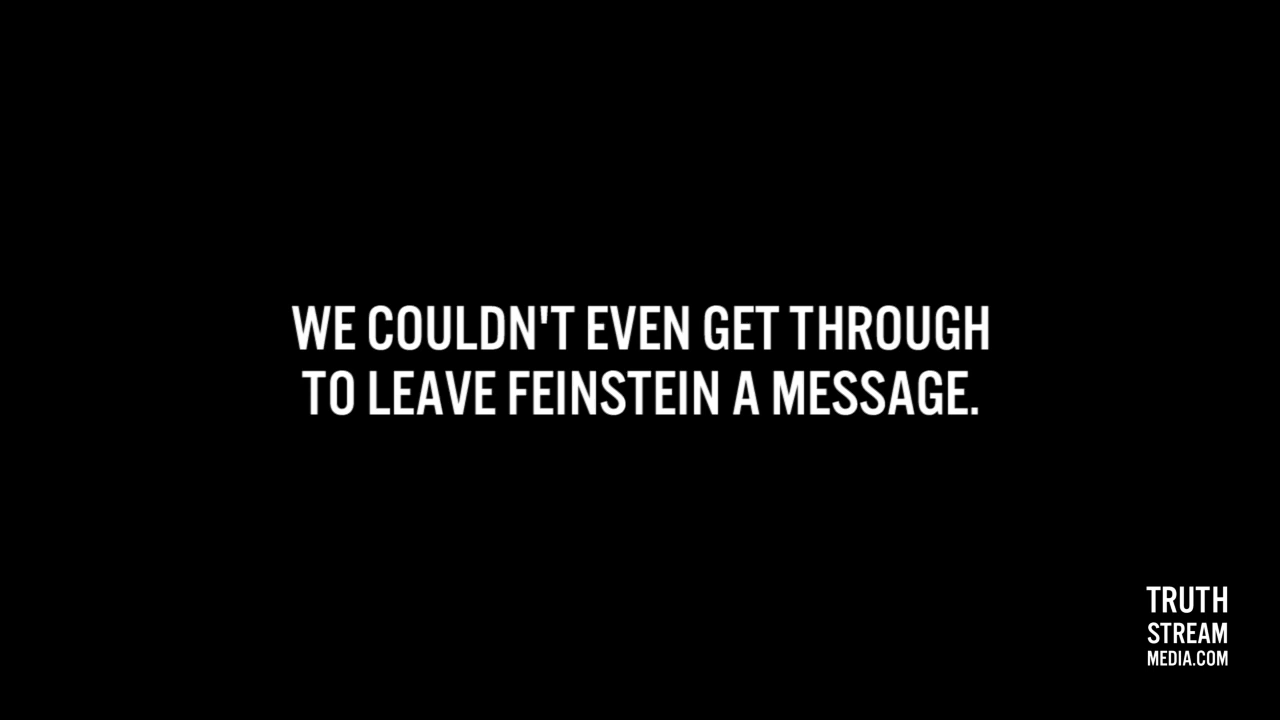 WE COULDN'T EVEN GET THROUGH
TO LEAVE FEINSTEIN A MESSAGE.
TRUTH
STREAM
MEDIA.COM